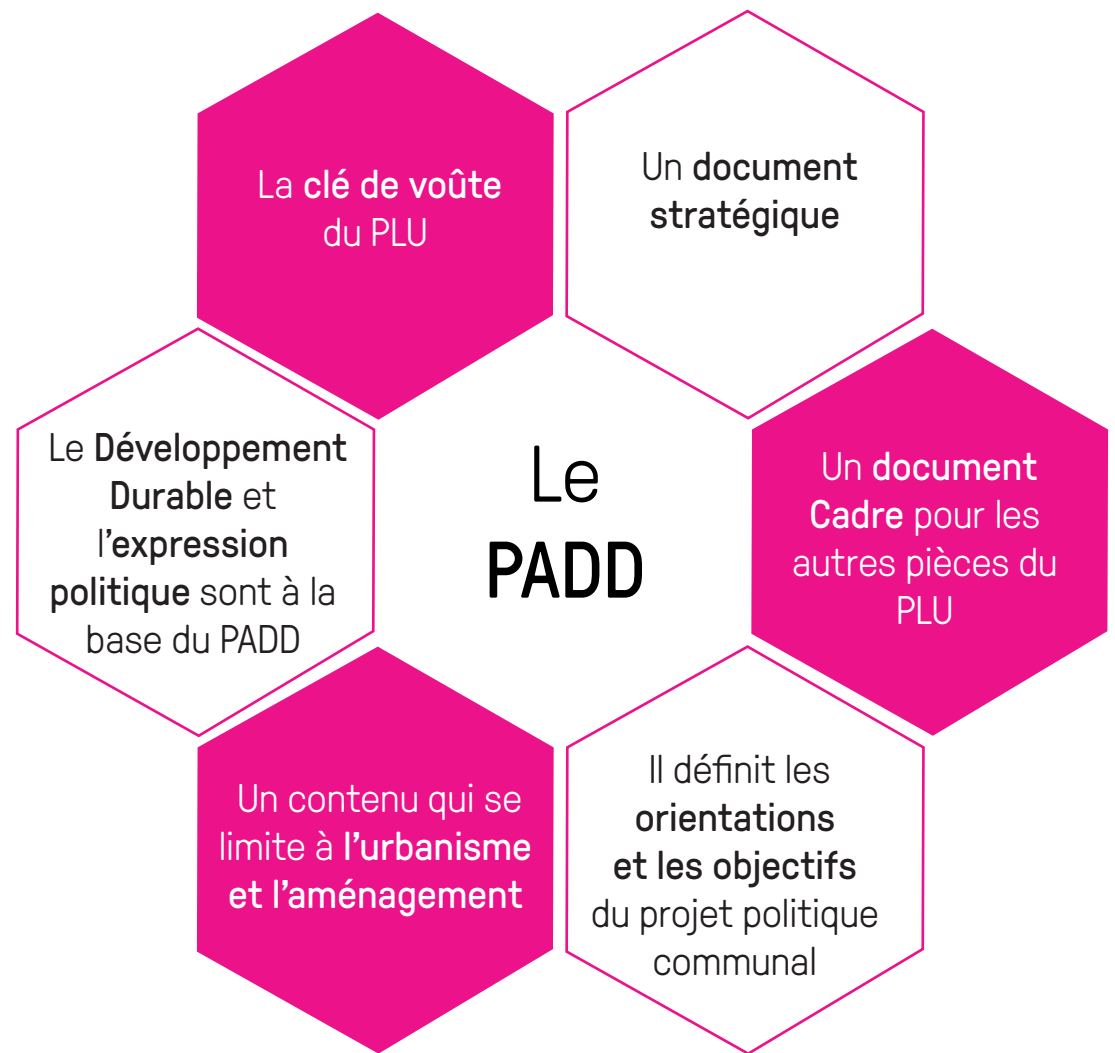 La clé de voûte
du PLU
Un document
stratégique
Le Développement
Durable et
l'expression
politique sont à la
base du PADD
Le
PADD
Un document
Cadre pour les
autres pièces du
PLU
Un contenu qui se
limite à l'urbanisme
et l'aménagement
Il définit les
orientations
et les objectifs
du projet politique
communal